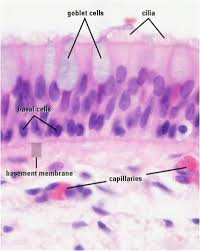 goblet cells
cilia
basal cells
basement membrane
capillaries